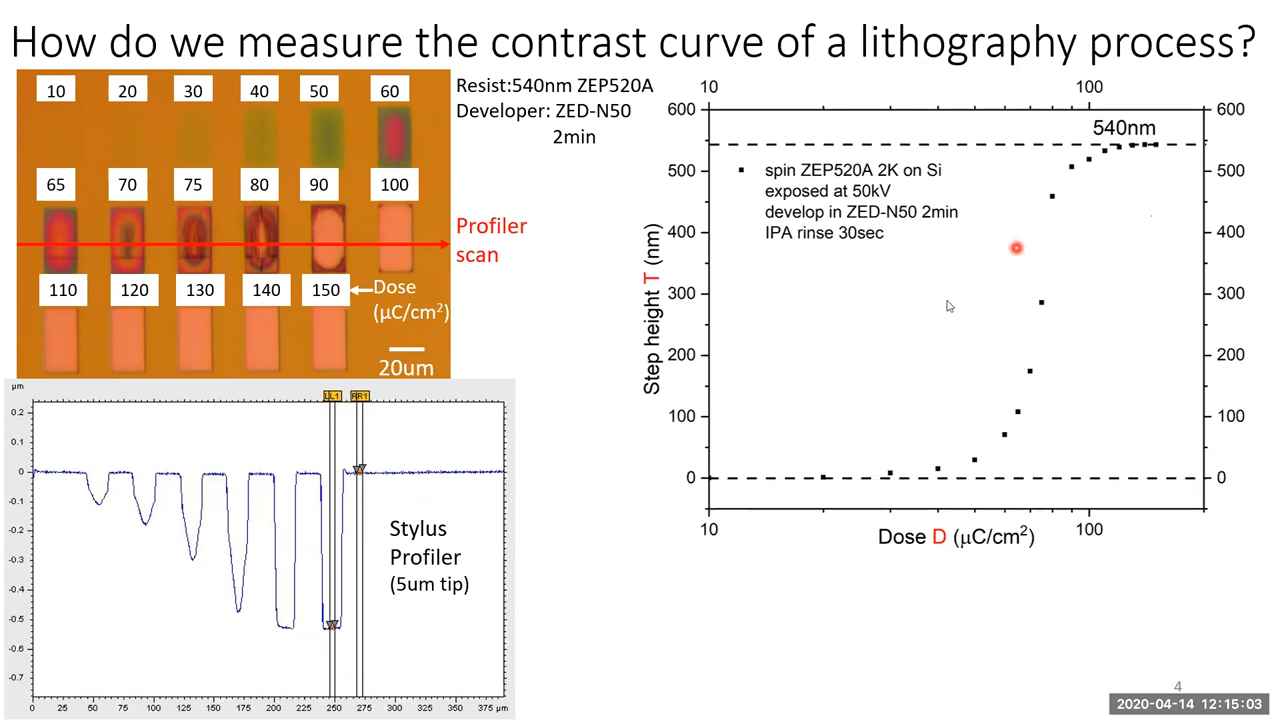 How do we measure the contrast curve of a lithography process?
10 20 30 40 50 60
65 70 75 80 90 100
110 120 130 140 150
Dose
(μC/cm²)
20um
Resist:540nm ZEP520A
Developer: ZED-N50
2min
Profiler
scan
μm
0.2
0.1
0
-0.1
-0.2
-0.3
-0.4
-0.5
-0.6
-0.7
0 25 50 75 100 125 150 175 200 225 250 275 300 325 350 375 μm
LL1 RR1
Stylus
Profiler
(5um tip)
10 100
600
500
400
300
200
100
0
Step height T (nm)
540nm
spin ZEP520A 2K on Si
exposed at 50kV
develop in ZED-N50 2min
IPA rinse 30sec
600
500
400
300
200
100
0
10 100
Dose D (μC/cm²)
4
2020-04-14 12:15:03